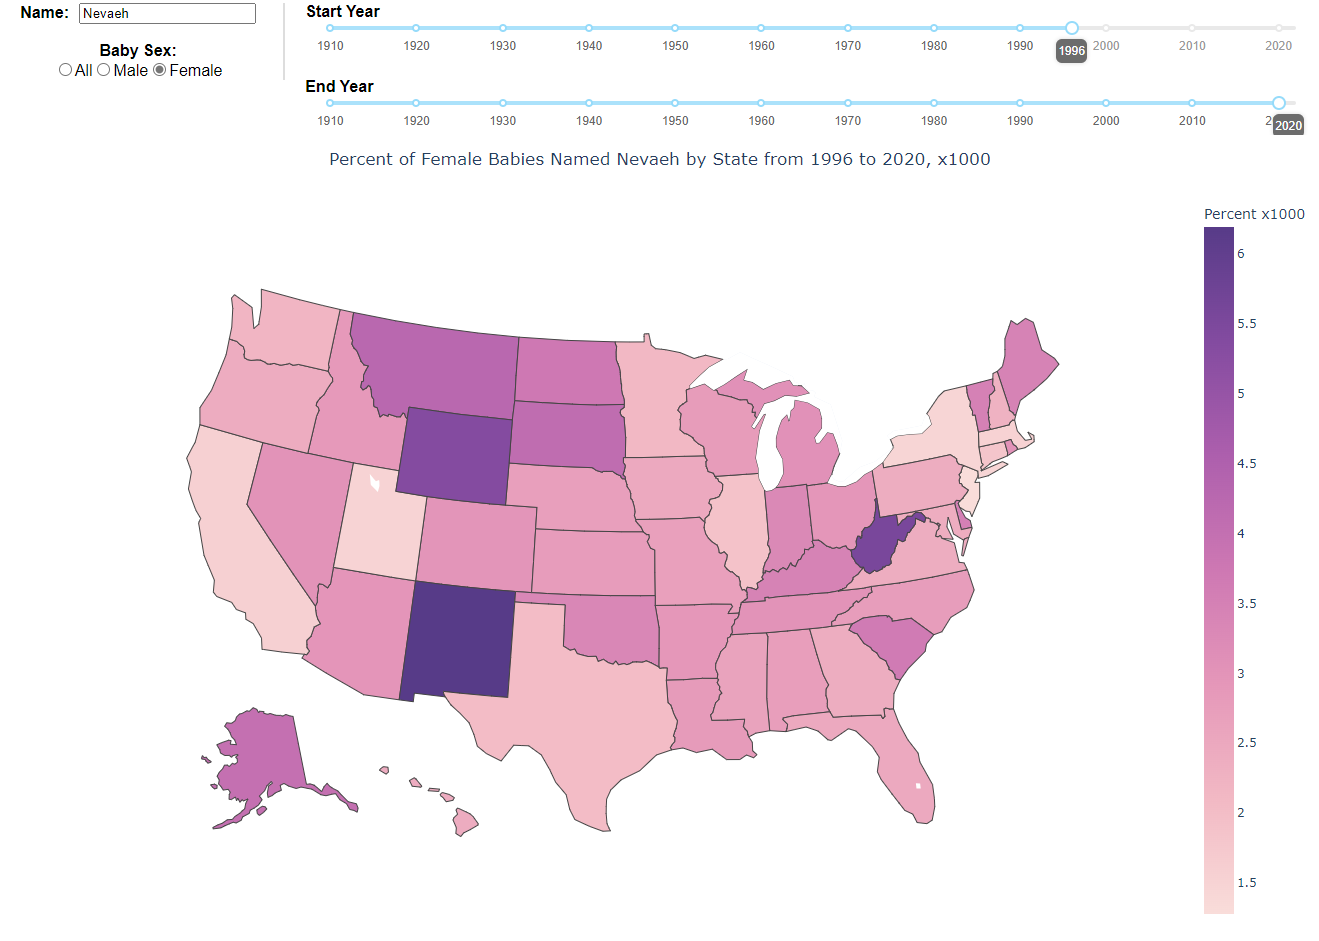 Name: Nevaeh
Baby Sex:
All Male Female
Start Year
1910 1920 1930 1940 1950 1960 1970 1980 1990 1996 2000 2010 2020
End Year
1910 1920 1930 1940 1950 1960 1970 1980 1990 2000 2010 2020
Percent of Female Babies Named Nevaeh by State from 1996 to 2020, x1000
Percent x1000
6
5.5
5
4.5
4
3.5
3
2.5
2
1.5